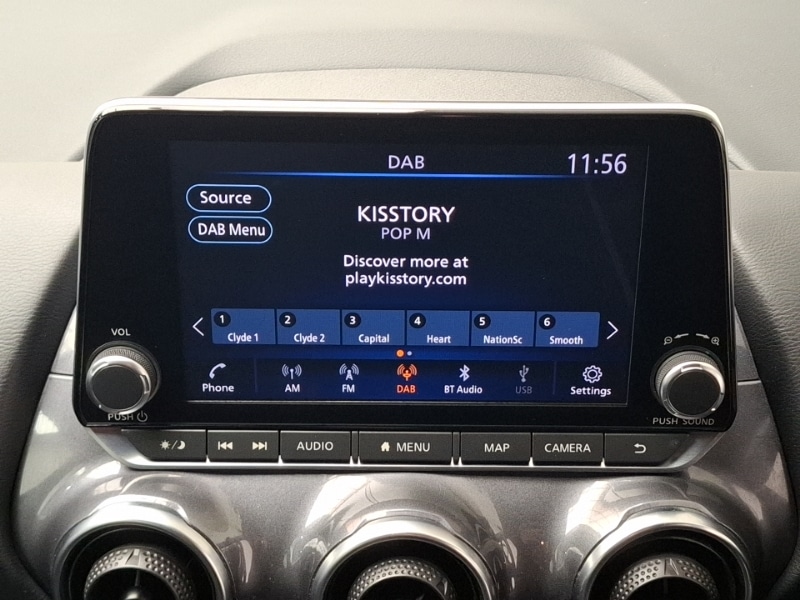 DAB 11:56
Source
DAB Menu
KISSTORY
POP M
Discover more at
playkisstory.com
1 Clyde 1
2 Clyde 2
3 Capital
4 Heart
5 NationSc
6 Smooth
Phone AM FM DAB BT Audio USB Settings
VOL
PUSH
PUSH SOUND
AUDIO MENU MAP CAMERA